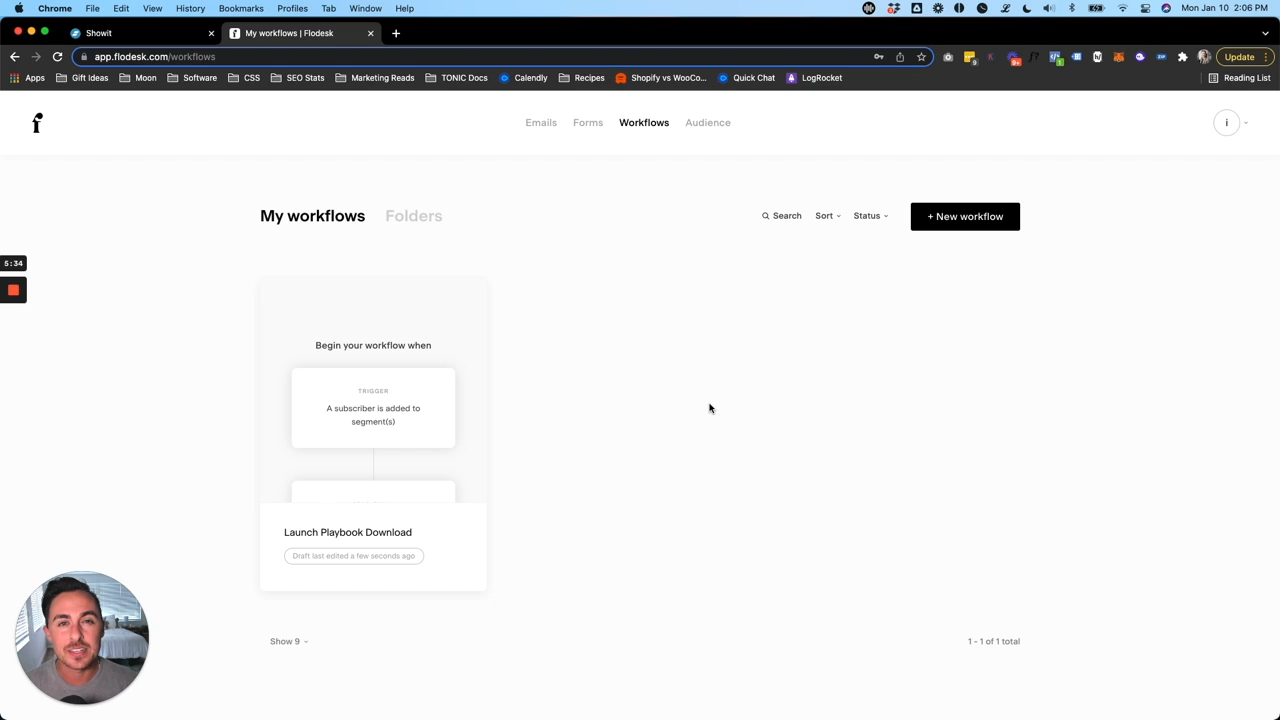 Chrome File Edit View History Bookmarks Profiles Tab Window Help Mon Jan 10 2:06 PM
Showit My workflows | Flodesk
app.flodesk.com/workflows Update
Apps Gift Ideas Moon Software CSS SEO Stats Marketing Reads TONIC Docs Calendly Recipes Shopify vs WooCo... Quick Chat LogRocket Reading List
Emails Forms Workflows Audience i
My workflows Folders Search Sort Status + New workflow
5:34
Begin your workflow when
TRIGGER
A subscriber is added to
segment(s)
Launch Playbook Download
Draft last edited a few seconds ago
Show 9 1 - 1 of 1 total